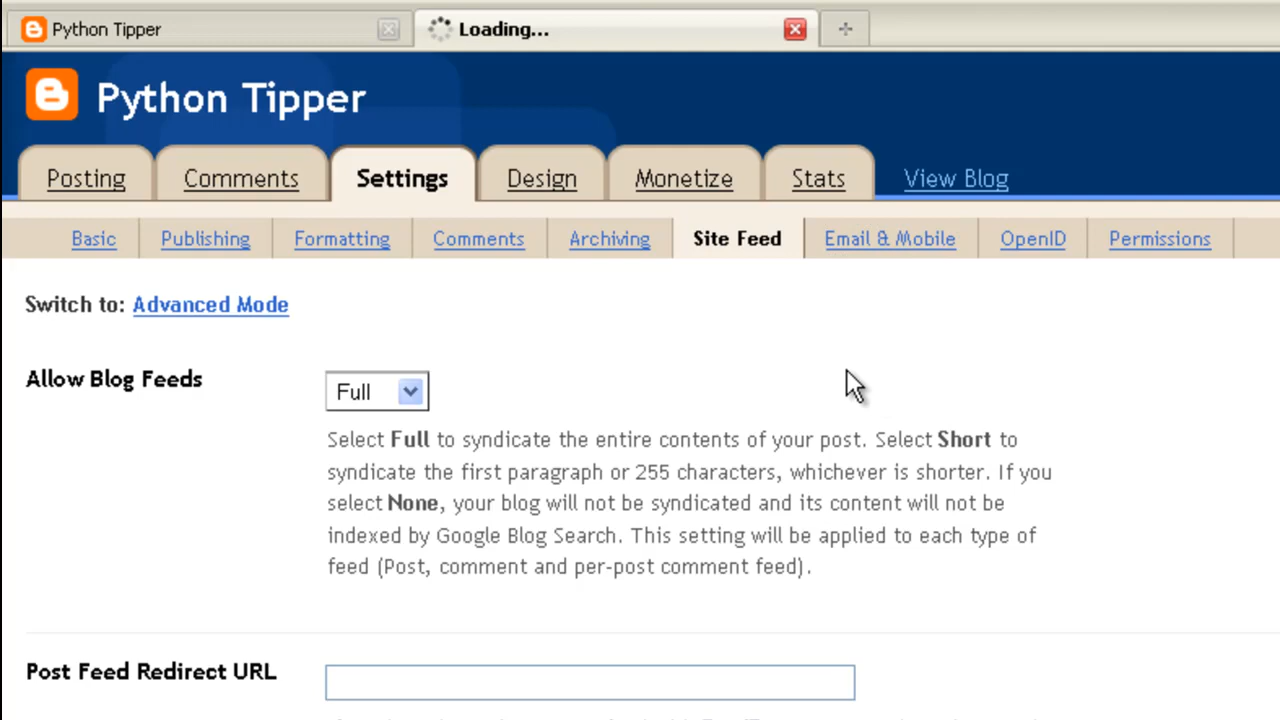 Python Tipper
Loading...
Python Tipper
Posting Comments Settings Design Monetize Stats View Blog
Basic Publishing Formatting Comments Archiving Site Feed Email & Mobile OpenID Permissions
Switch to: Advanced Mode
Allow Blog Feeds
Full
Select Full to syndicate the entire contents of your post. Select Short to
syndicate the first paragraph or 255 characters, whichever is shorter. If you
select None, your blog will not be syndicated and its content will not be
indexed by Google Blog Search. This setting will be applied to each type of
feed (Post, comment and per-post comment feed).
Post Feed Redirect URL